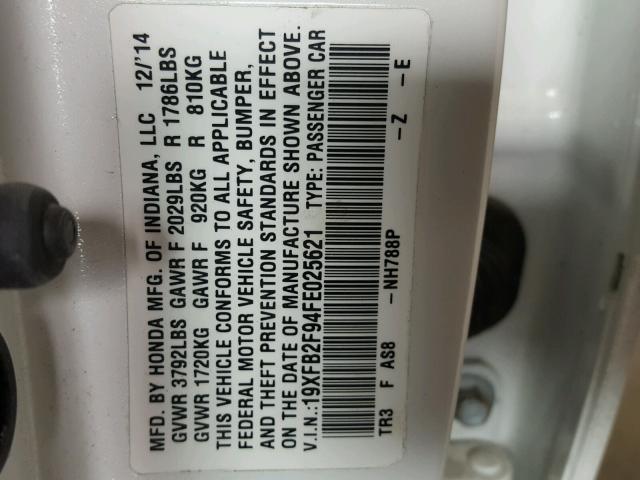 MFD. BY HONDA MFG. OF INDIANA, LLC 12/'14
GVWR 3792LBS GAWR F 2029LBS R 1786LBS
GVWR 1720KG GAWR F 920KG R 810KG
THIS VEHICLE CONFORMS TO ALL APPLICABLE
FEDERAL MOTOR VEHICLE SAFETY, BUMPER,
AND THEFT PREVENTION STANDARDS IN EFFECT
ON THE DATE OF MANUFACTURE SHOWN ABOVE.
V.I.N.:19XFB2F94FE025621 TYPE: PASSENGER CAR
TR3 F AS8 -NH788P -Z -E